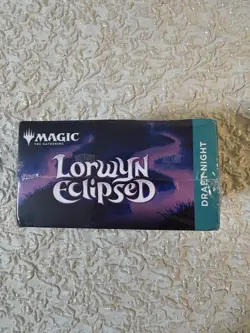 MAGIC
THE GATHERING
LORWYN
ECLIPSED
DRAFT NIGHT